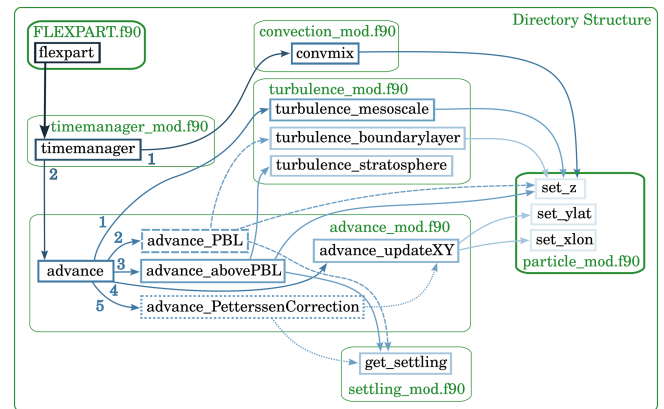 Directory Structure
FLEXPART.f90
flexpart
convection_mod.f90
convmix
turbulence_mod.f90
turbulence_mesoscale
turbulence_boundarylayer
turbulence_stratosphere
timemanager_mod.f90
timemanager
1
2
set_z
set_ylat
set_xlon
particle_mod.f90
advance_mod.f90
1
2
advance_PBL
advance_updateXY
advance
3
advance_abovePBL
4
5
advance_PetterssenCorrection
get_settling
settling_mod.f90